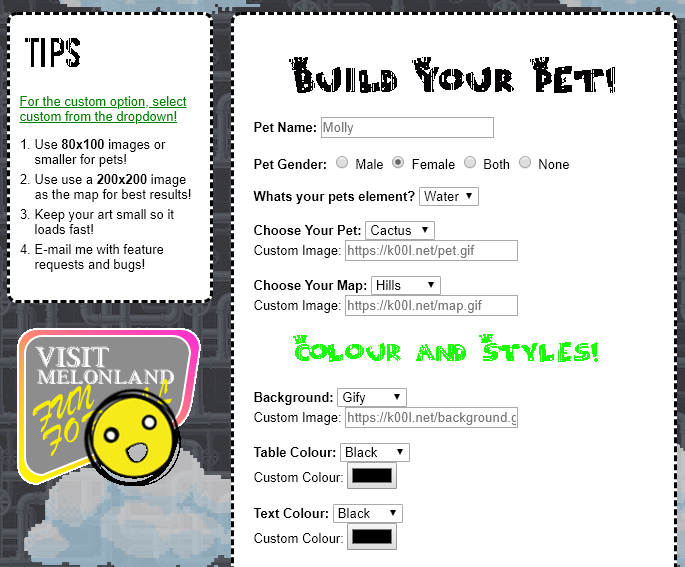 TIPS
For the custom option, select
custom from the dropdown!
1. Use 80x100 images or
smaller for pets!
2. Use use a 200x200 image
as the map for best results!
3. Keep your art small so it
loads fast!
4. E-mail me with feature
requests and bugs!
VISIT
MELONLAND
FUN
BUILD YOUR PET!
Pet Name: Molly
Pet Gender: Male Female Both None
Whats your pets element? Water
Choose Your Pet: Cactus
Custom Image: https://k00l.net/pet.gif
Choose Your Map: Hills
Custom Image: https://k00l.net/map.gif
COLOUR AND STYLES!
Background: Gify
Custom Image: https://k00l.net/background.g
Table Colour: Black
Custom Colour:
Text Colour: Black
Custom Colour: